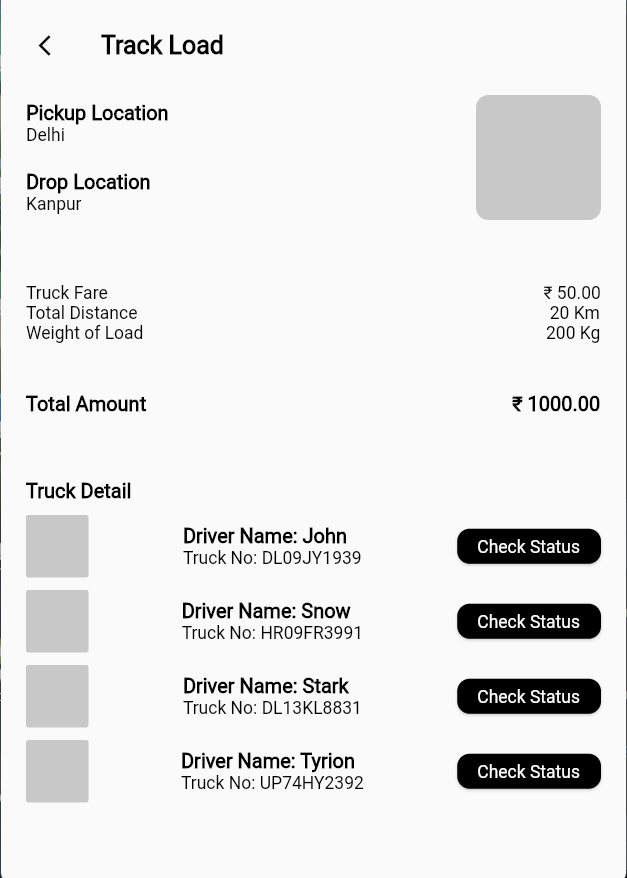 Track Load
Pickup Location
Delhi
Drop Location
Kanpur
Truck Fare ₹ 50.00
Total Distance 20 Km
Weight of Load 200 Kg
Total Amount ₹ 1000.00
Truck Detail
Driver Name: John
Truck No: DL09JY1939
Check Status
Driver Name: Snow
Truck No: HR09FR3991
Check Status
Driver Name: Stark
Truck No: DL13KL8831
Check Status
Driver Name: Tyrion
Truck No: UP74HY2392
Check Status